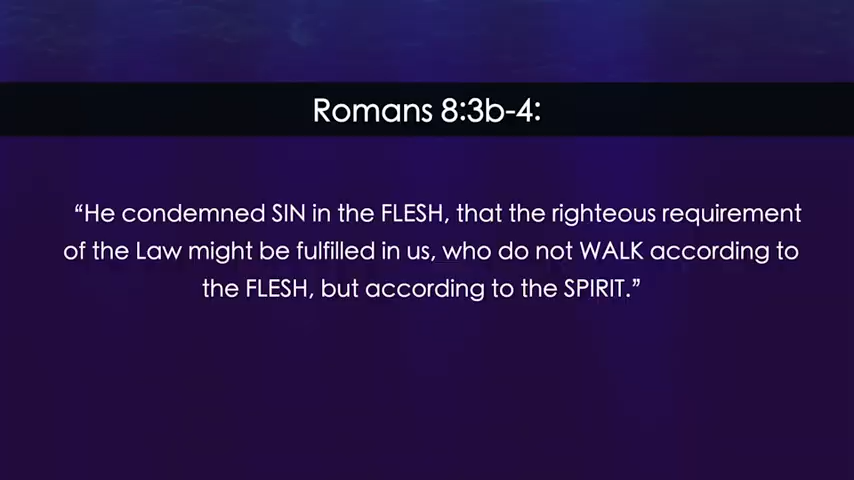 Romans 8:3b-4:
“He condemned SIN in the FLESH, that the righteous requirement
of the Law might be fulfilled in us, who do not WALK according to
the FLESH, but according to the SPIRIT.”